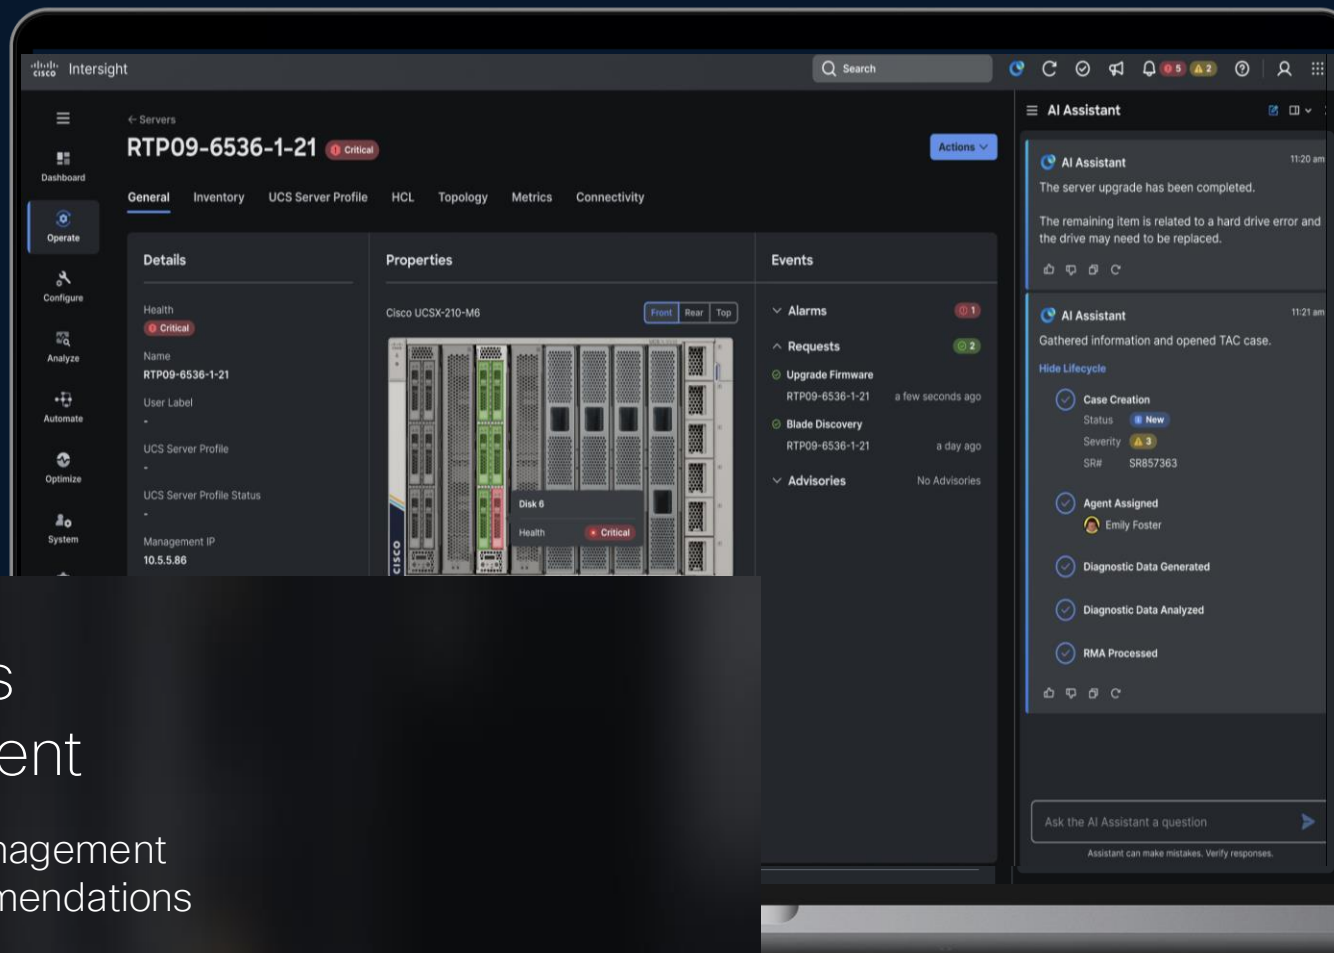 CISCO Intersight
Search
5 2
← Servers
RTP09-6536-1-21 Critical
Actions
General Inventory UCS Server Profile HCL Topology Metrics Connectivity
Dashboard
Operate
Configure
Analyze
Automate
Optimize
System
Details
Health
Critical
Name
RTP09-6536-1-21
User Label
-
UCS Server Profile
-
UCS Server Profile Status
-
Management IP
10.5.5.86
Properties
Cisco UCSX-210-M6
Front Rear Top
CISCO
Disk 6
Health Critical
Events
Alarms 1
Requests 2
Upgrade Firmware
RTP09-6536-1-21 a few seconds ago
Blade Discovery
RTP09-6536-1-21 a day ago
Advisories No Advisories
AI Assistant
AI Assistant 11:20 am
The server upgrade has been completed.
The remaining item is related to a hard drive error and
the drive may need to be replaced.
AI Assistant 11:21 am
Gathered information and opened TAC case.
Hide Lifecycle
Case Creation
Status New
Severity 3
SR# SR857363
Agent Assigned
Emily Foster
Diagnostic Data Generated
Diagnostic Data Analyzed
RMA Processed
Ask the AI Assistant a question
Assistant can make mistakes. Verify responses.
s
ent
nagement
mendations